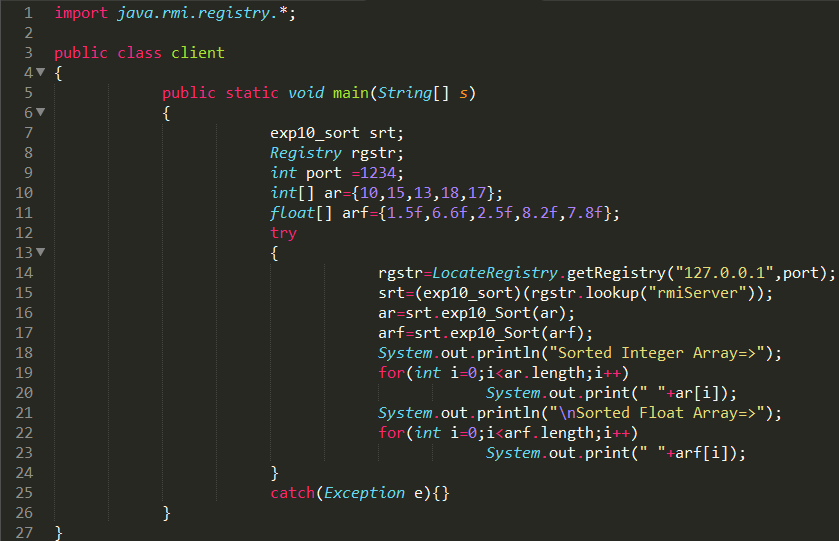 1 import java.rmi.registry.*;
2
3 public class client
4 {
5 public static void main(String[] s)
6 {
7 exp10_sort srt;
8 Registry rgstr;
9 int port =1234;
10 int[] ar={10,15,13,18,17};
11 float[] arf={1.5f,6.6f,2.5f,8.2f,7.8f};
12 try
13 {
14 rgstr=LocateRegistry.getRegistry("127.0.0.1",port);
15 srt=(exp10_sort)(rgstr.lookup("rmiServer"));
16 ar=srt.exp10_Sort(ar);
17 arf=srt.exp10_Sort(arf);
18 System.out.println("Sorted Integer Array=>");
19 for(int i=0;i<ar.length;i++)
20 System.out.print(" "+ar[i]);
21 System.out.println("\nSorted Float Array=>");
22 for(int i=0;i<arf.length;i++)
23 System.out.print(" "+arf[i]);
24 }
25 catch(Exception e){}
26 }
27 }